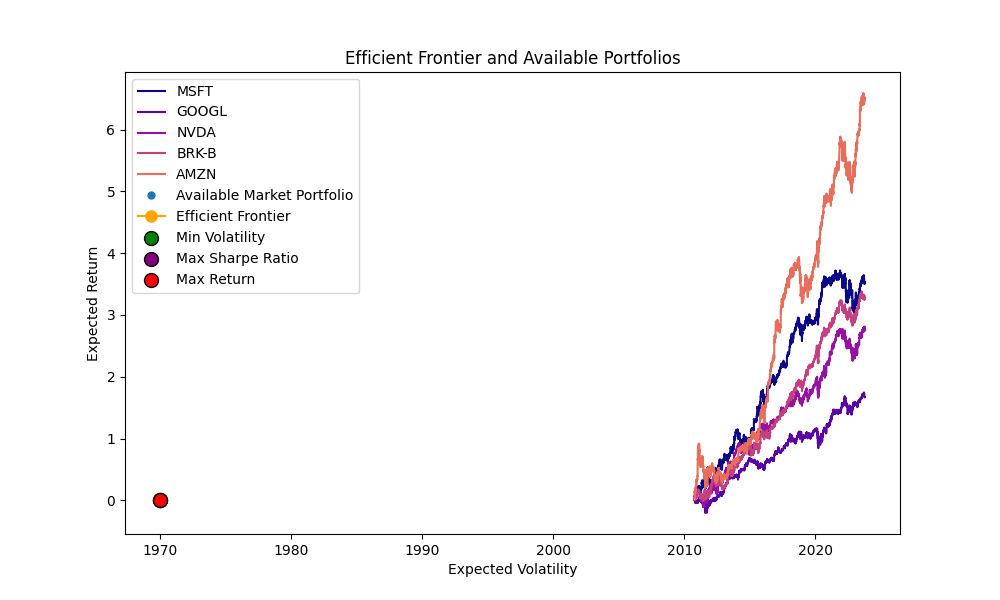 Efficient Frontier and Available Portfolios
MSFT
GOOGL
NVDA
BRK-B
AMZN
Available Market Portfolio
Efficient Frontier
Min Volatility
Max Sharpe Ratio
Max Return
Expected Return
6
5
4
3
2
1
0
1970 1980 1990 2000 2010 2020
Expected Volatility